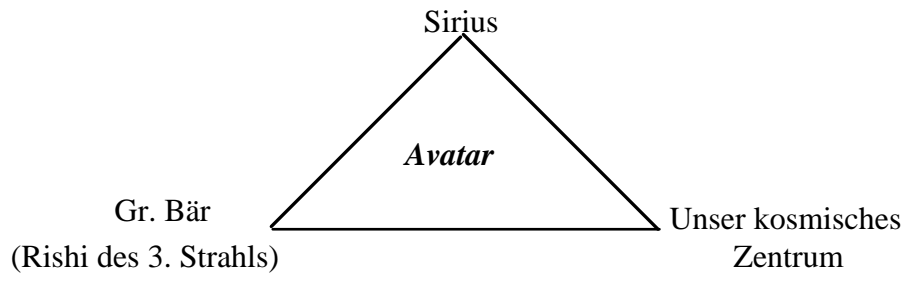 Sirius
Avatar
Gr. Bär
(Rishi des 3. Strahls)
Unser kosmisches
Zentrum